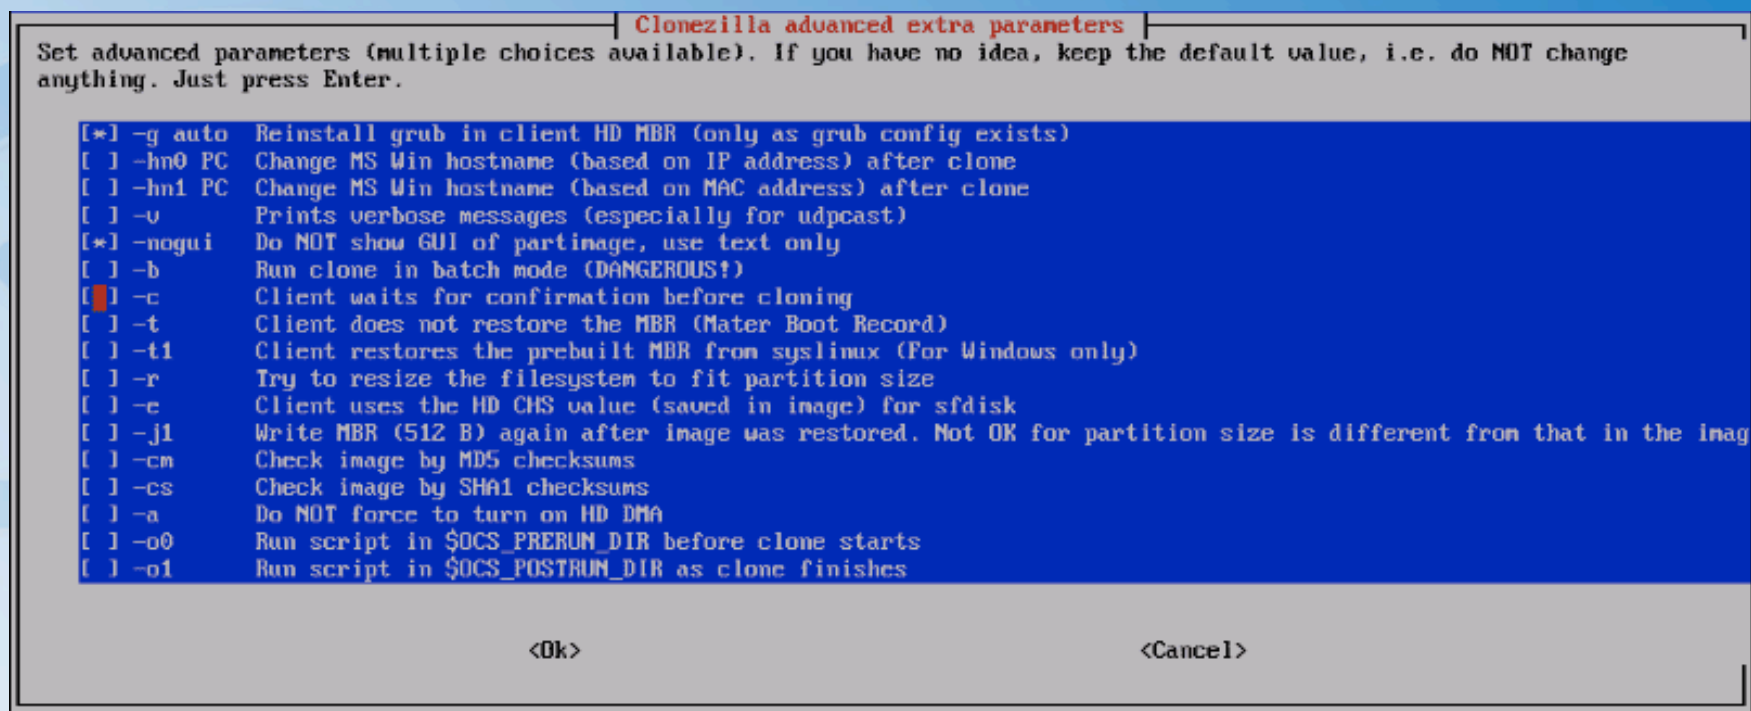 Clonezilla advanced extra parameters
Set advanced parameters (multiple choices available). If you have no idea, keep the default value, i.e. do NOT change
anything. Just press Enter.
[*] -g auto Reinstall grub in client HD MBR (only as grub config exists)
[ ] -hn0 PC Change MS Win hostname (based on IP address) after clone
[ ] -hn1 PC Change MS Win hostname (based on MAC address) after clone
[ ] -v Prints verbose messages (especially for udpcast)
[*] -nogui Do NOT show GUI of partimage, use text only
[ ] -b Run clone in batch mode (DANGEROUS!)
[ ] -c Client waits for confirmation before cloning
[ ] -t Client does not restore the MBR (Mater Boot Record)
[ ] -t1 Client restores the prebuilt MBR from syslinux (For Windows only)
[ ] -r Try to resize the filesystem to fit partition size
[ ] -e Client uses the HD CHS value (saved in image) for sfdisk
[ ] -j1 Write MBR (512 B) again after image was restored. Not OK for partition size is different from that in the imag
[ ] -cm Check image by MD5 checksums
[ ] -cs Check image by SHA1 checksums
[ ] -a Do NOT force to turn on HD DMA
[ ] -o0 Run script in $OCS_PRERUN_DIR before clone starts
[ ] -o1 Run script in $OCS_POSTRUN_DIR as clone finishes
<Ok> <Cancel>